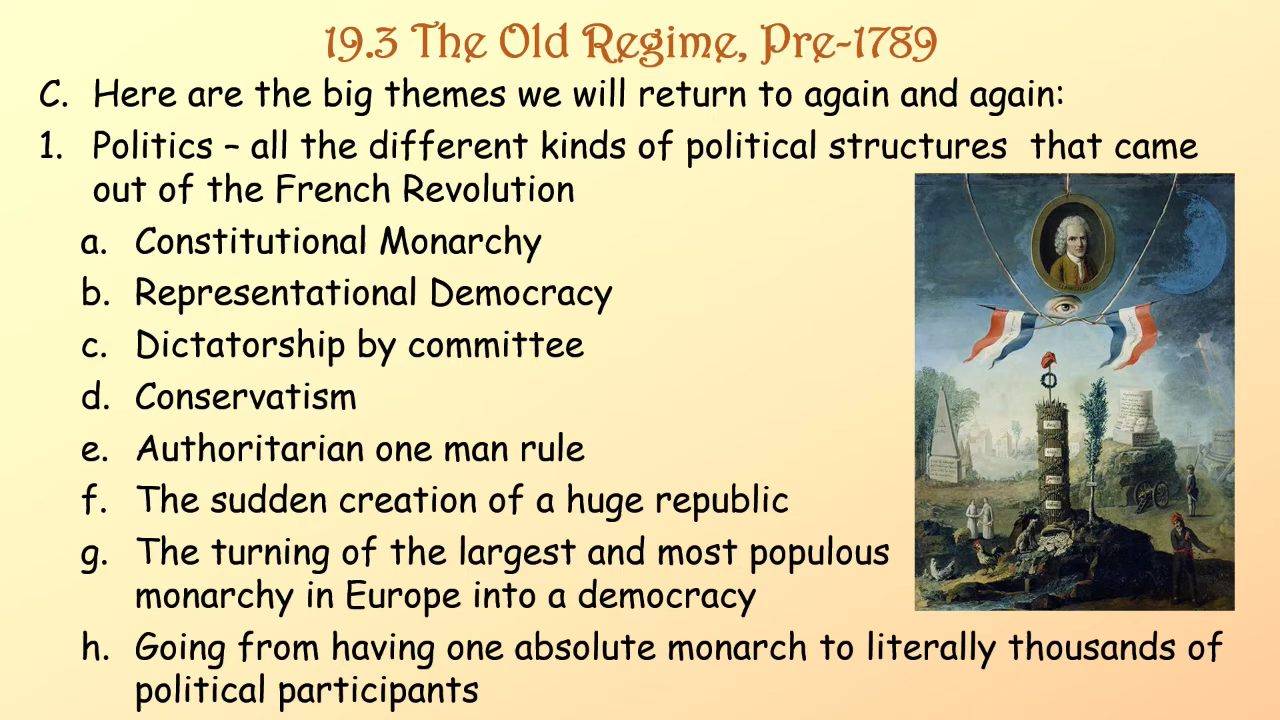 19.3 The Old Regime, Pre-1789
C. Here are the big themes we will return to again and again:
1. Politics – all the different kinds of political structures  that came
out of the French Revolution
a. Constitutional Monarchy
b. Representational Democracy
c. Dictatorship by committee
d. Conservatism
e. Authoritarian one man rule
f. The sudden creation of a huge republic
g. The turning of the largest and most populous
monarchy in Europe into a democracy
h. Going from having one absolute monarch to literally thousands of
political participants